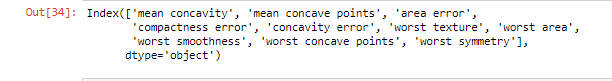 Out[34]: Index(['mean concavity', 'mean concave points', 'area error',
'compactness error', 'concavity error', 'worst texture', 'worst area',
'worst smoothness', 'worst concave points', 'worst symmetry'],
dtype='object')